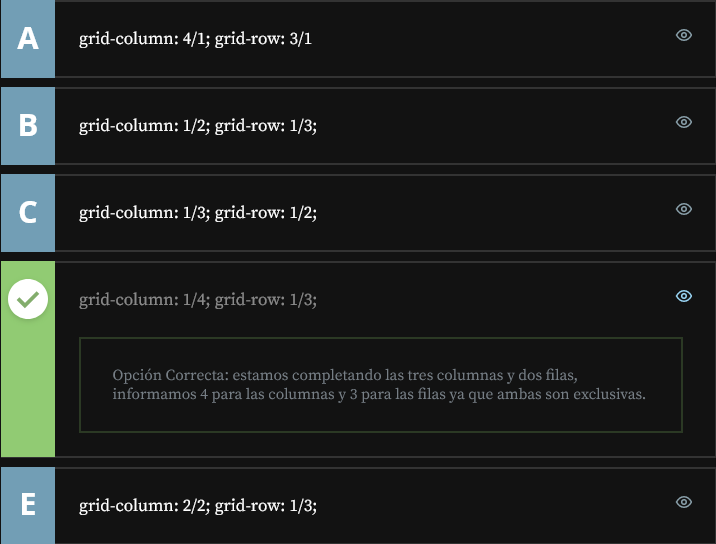 A
grid-column: 4/1; grid-row: 3/1
B
grid-column: 1/2; grid-row: 1/3;
C
grid-column: 1/3; grid-row: 1/2;
grid-column: 1/4; grid-row: 1/3;
Opción Correcta: estamos completando las tres columnas y dos filas,
informamos 4 para las columnas y 3 para las filas ya que ambas son exclusivas.
E
grid-column: 2/2; grid-row: 1/3;